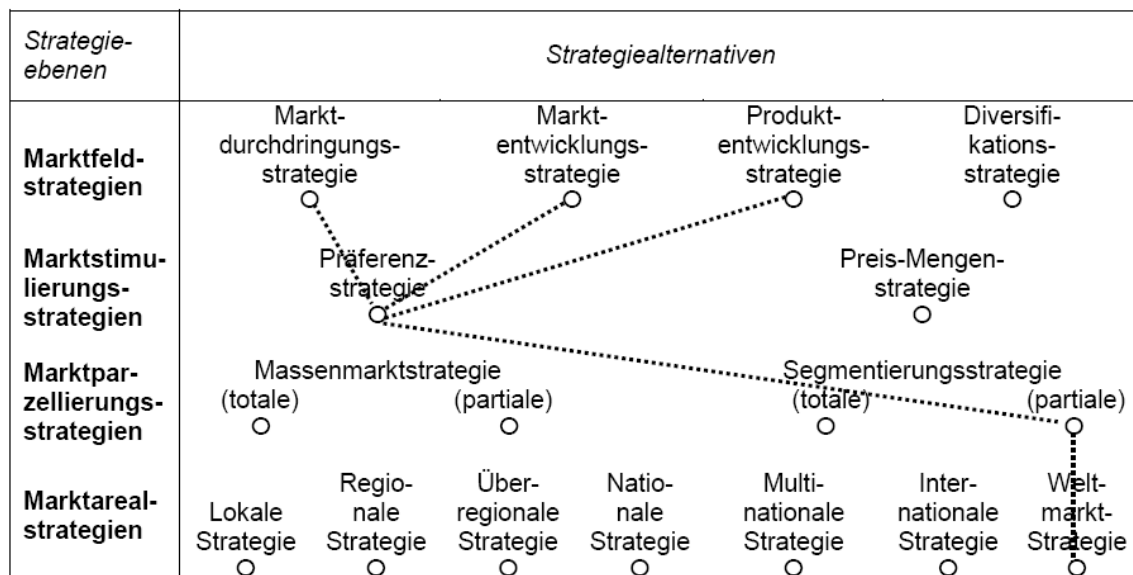 Strategie-
ebenen
Strategiealternativen
Marktfeld-
strategien
Markt-
durchdringungs-
strategie
Markt-
entwicklungs-
strategie
Produkt-
entwicklungs-
strategie
Diversifi-
kations-
strategie
Marktstimu-
lierungs-
strategien
Präferenz-
strategie
Preis-Mengen-
strategie
Marktpar-
zellierungs-
strategien
Massenmarktstrategie
(totale) (partiale)
Segmentierungsstrategie
(totale) (partiale)
Marktareal-
strategien
Lokale
Strategie
Regio-
nale
Strategie
Über-
regionale
Strategie
Natio-
nale
Strategie
Multi-
nationale
Strategie
Inter-
nationale
Strategie
Welt-
markt-
Strategie